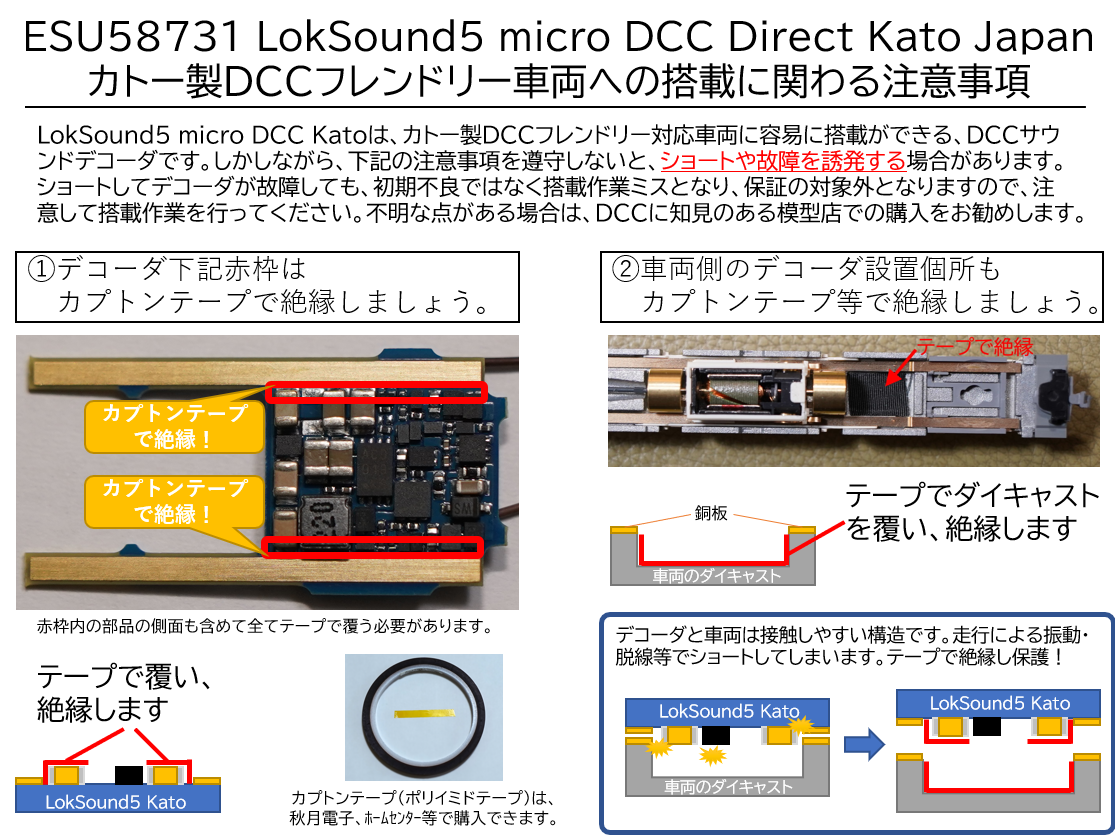 ESU58731 LokSound5 micro DCC Direct Kato Japan
カトー製DCCフレンドリー車両への搭載に関わる注意事項
LokSound5 micro DCC Katoは、カトー製DCCフレンドリー対応車両に容易に搭載ができる、DCCサウ
ンドデコーダです。しかしながら、下記の注意事項を遵守しないと、ショートや故障を誘発する場合があります。
ショートしてデコーダが故障しても、初期不良ではなく搭載作業ミスとなり、保証の対象外となりますので、注
意して搭載作業を行ってください。不明な点がある場合は、DCCに知見のある模型店での購入をお勧めします。
①デコーダ下記赤枠は
カプトンテープで絶縁しましょう。
カプトンテープ
で絶縁！
カプトンテープ
で絶縁！
220
SM
赤枠内の部品の側面も含めて全てテープで覆う必要があります。
テープで覆い、
絶縁します
LokSound5 Kato
カプトンテープ(ポリイミドテープ)は、
秋月電子、ﾎｰﾑｾﾝﾀｰ等で購入できます。
②車両側のデコーダ設置個所も
カプトンテープ等で絶縁しましょう。
テープで絶縁
銅板
テープでダイキャスト
を覆い、絶縁します
車両のダイキャスト
デコーダと車両は接触しやすい構造です。走行による振動・
脱線等でショートしてしまいます。テープで絶縁し保護！
LokSound5 Kato
車両のダイキャスト
LokSound5 Kato